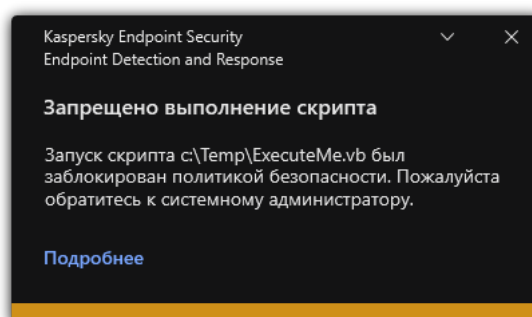 Kaspersky Endpoint Security
Endpoint Detection and Response
Запрещено выполнение скрипта
Запуск скрипта c:\Temp\ExecuteMe.vb был
заблокирован политикой безопасности. Пожалуйста
обратитесь к системному администратору.
Подробнее